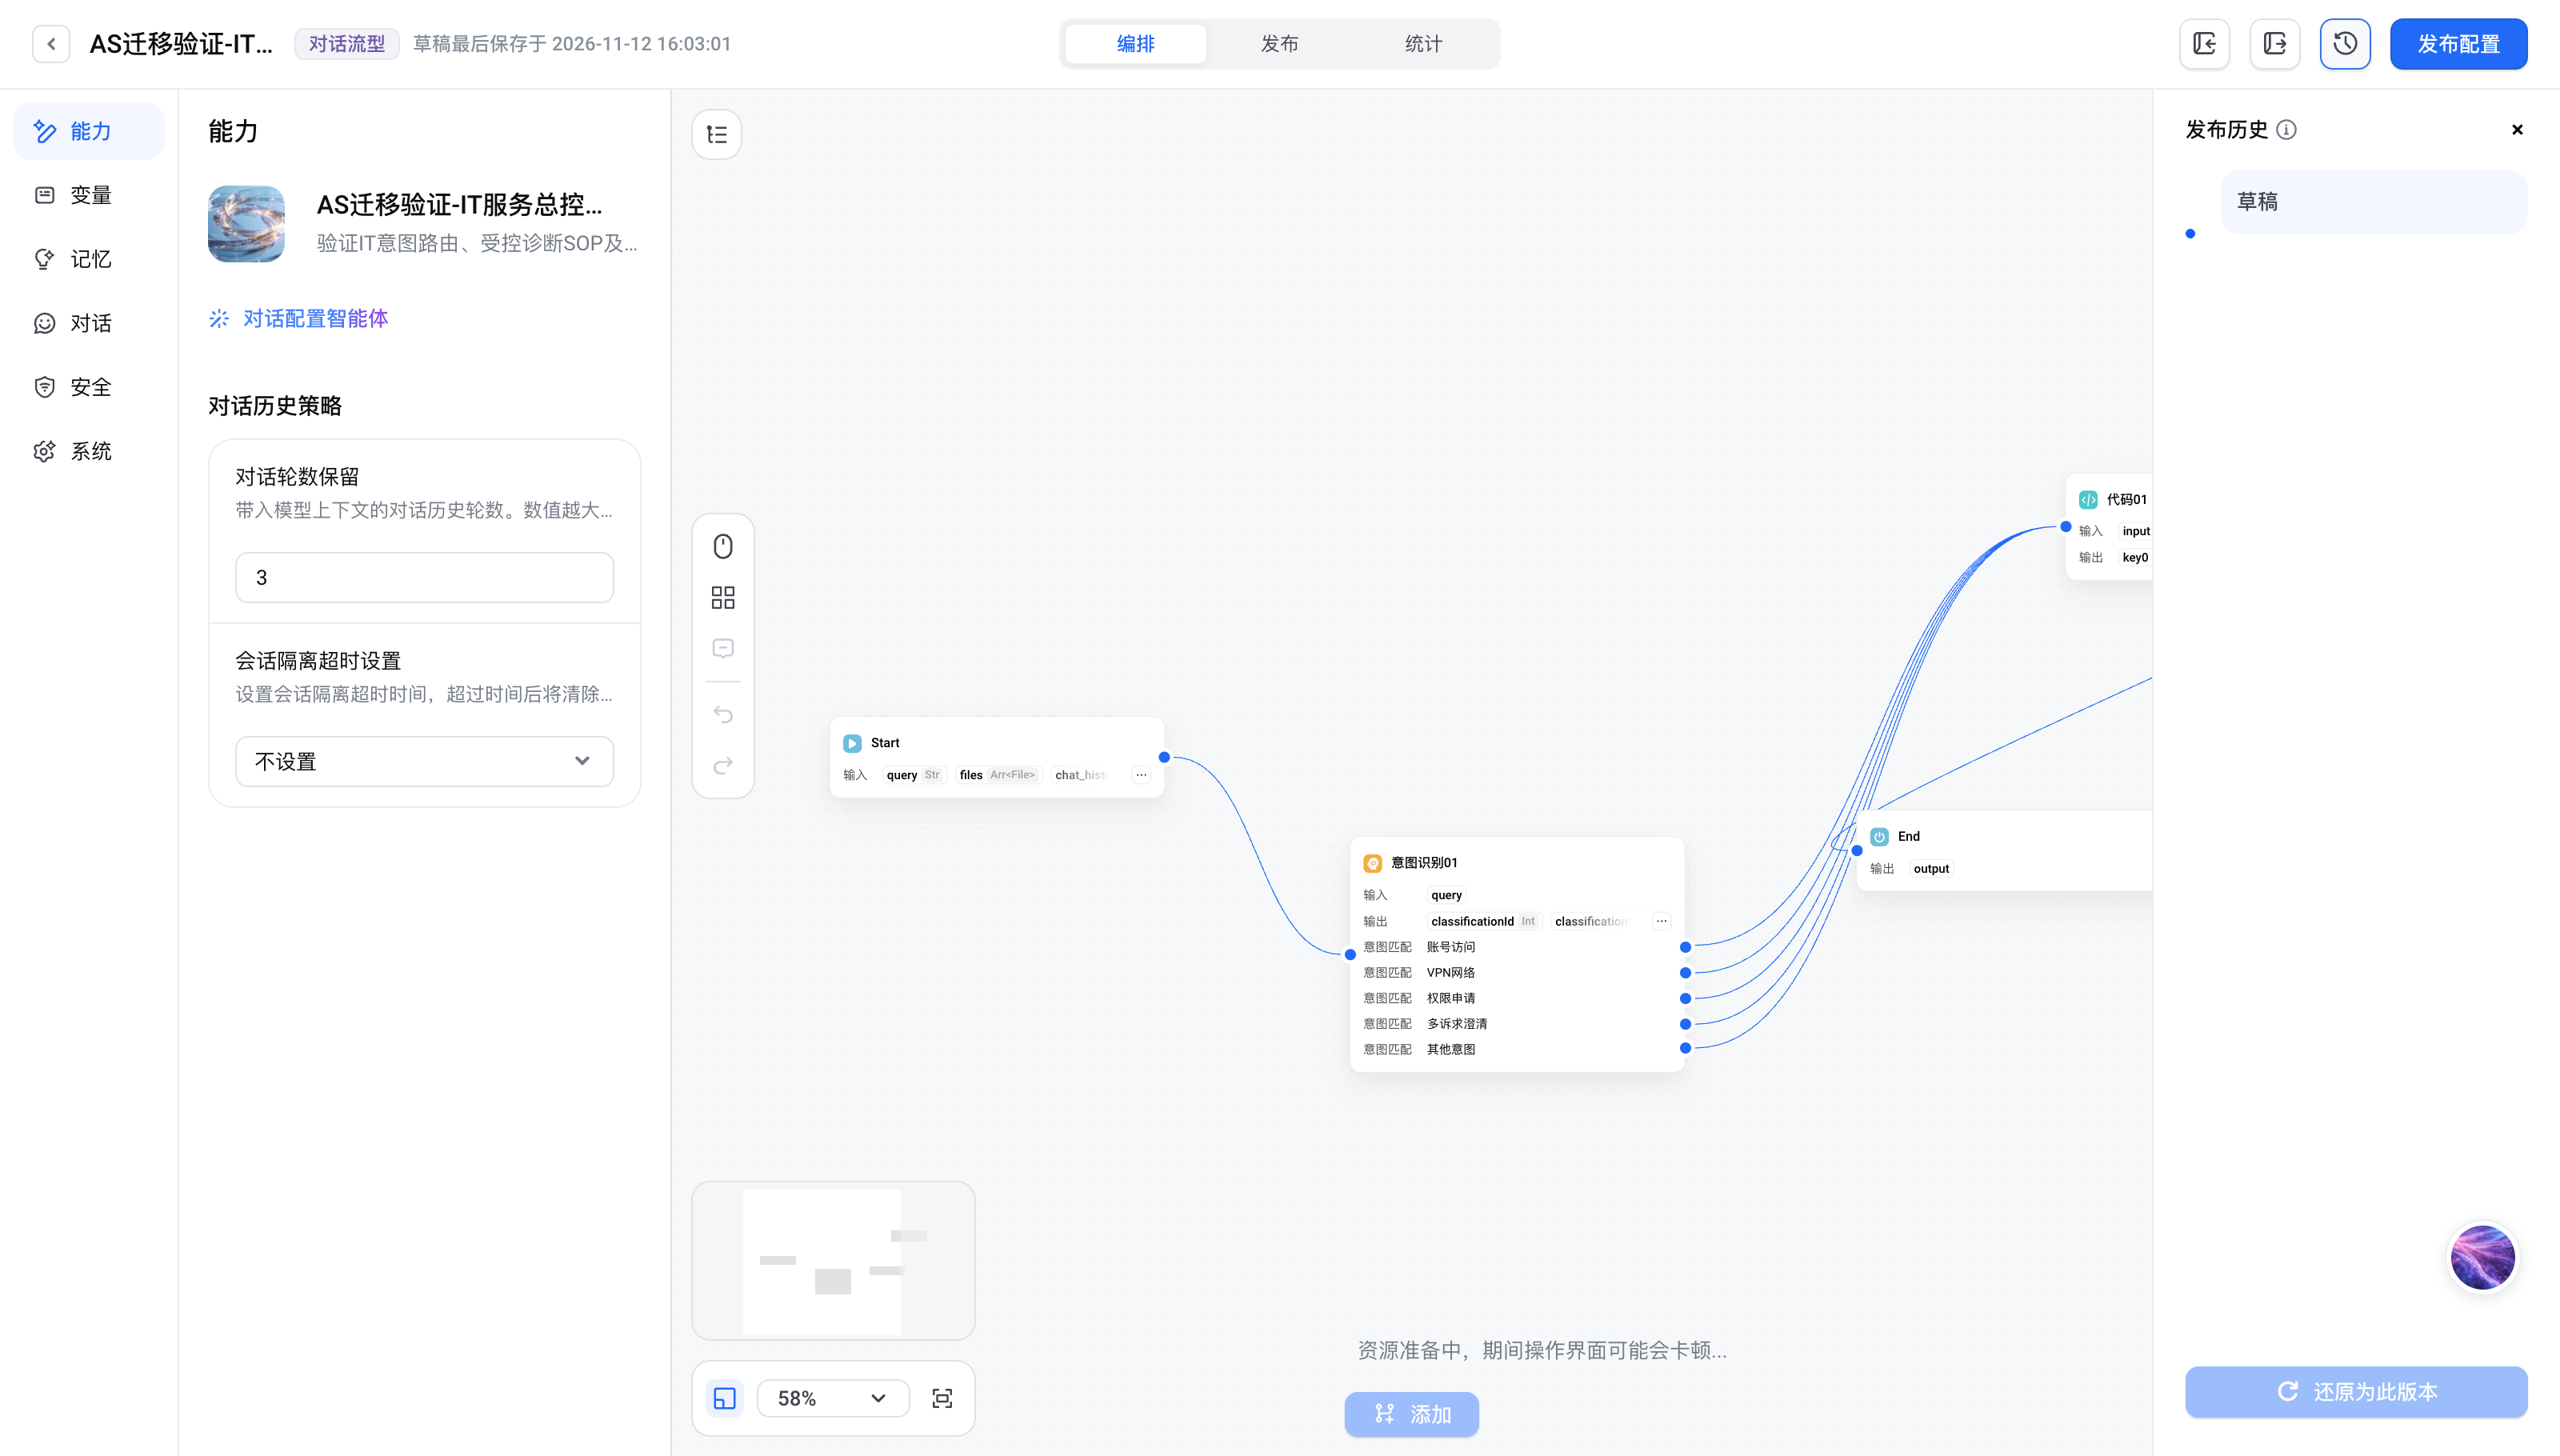 AS迁移验证-IT...
对话流型
草稿最后保存于 2026-11-12 16:03:01
编排
发布
统计
发布配置
能力
变量
记忆
对话
安全
系统
能力
AS迁移验证-IT服务总控...
验证IT意图路由、受控诊断SOP及...
对话配置智能体
对话历史策略
对话轮数保留
带入模型上下文的对话历史轮数。数值越大...
3
会话隔离超时设置
设置会话隔离超时时间，超过时间后将清除...
不设置
Start
输入 query Str files Arr<File> chat_histo ...
意图识别01
输入 query
输出 classificationId Int classification ...
意图匹配 账号访问
意图匹配 VPN网络
意图匹配 权限申请
意图匹配 多诉求澄清
意图匹配 其他意图
代码01
输入 input
输出 key0
End
输出 output
58%
资源准备中，期间操作界面可能会卡顿...
添加
发布历史
草稿
还原为此版本